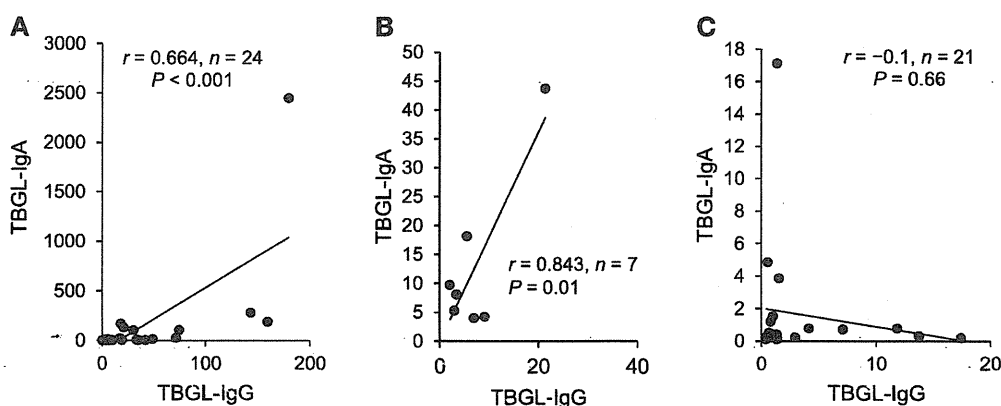 A
3000
2500
2000
1500
1000
500
0
TBGL-IgA
r = 0.664, n = 24
P < 0.001
0
100
200
TBGL-IgG
B
50
45
40
35
30
25
20
15
10
5
0
TBGL-IgA
r = 0.843, n = 7
P = 0.01
0
20
40
TBGL-IgG
C
18
16
14
12
10
8
6
4
2
0
TBGL-IgA
r = −0.1, n = 21
P = 0.66
0
10
20
TBGL-IgG